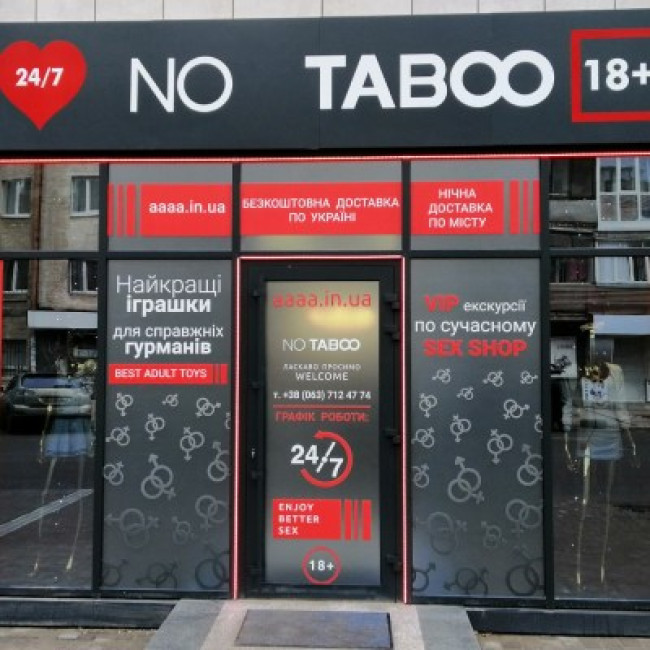 24/7
NO TABOO
18+
aaaa.in.ua
БЕЗКОШТОВНА ДОСТАВКА
ПО УКРАЇНІ
НІЧНА
ДОСТАВКА
ПО МІСТУ
Найкращі
іграшки
для справжніх
гурманів
BEST ADULT TOYS
aaaa.in.ua
NO TABOO
ЛАСКАВО ПРОСИМО
WELCOME
т. +38 (063) 712 47 74
ГРАФІК РОБОТИ:
24/7
ENJOY
BETTER
SEX
18+
VIP екскурсії
по сучасному
SEX SHOP